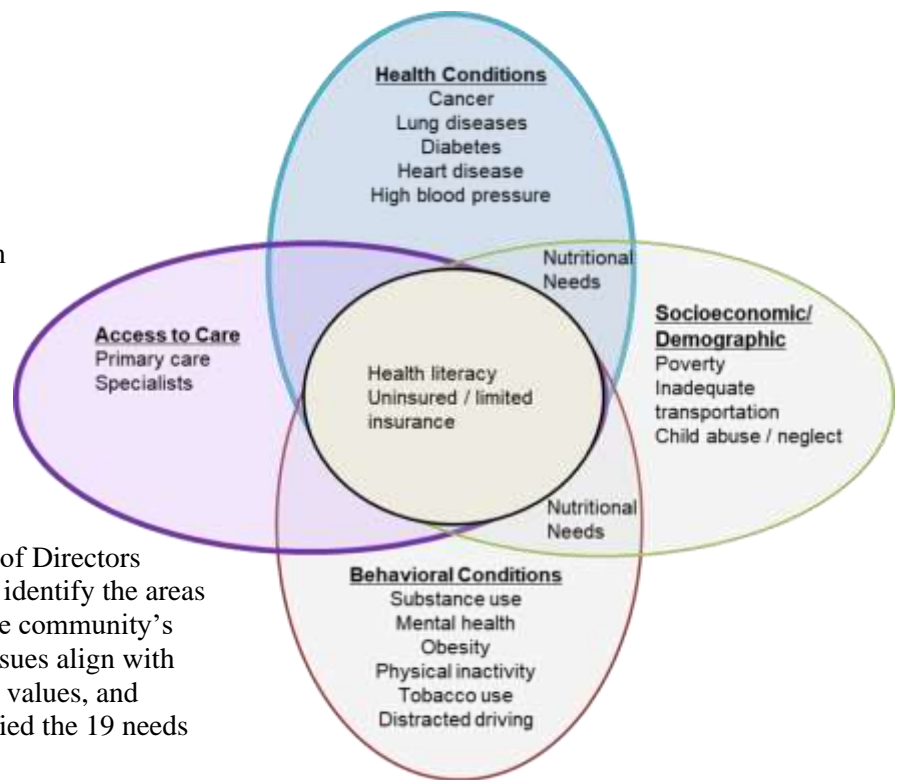 Health Conditions
Cancer
Lung diseases
Diabetes
Heart disease
High blood pressure
Nutritional
Needs
Access to Care
Primary care
Specialists
Health literacy
Uninsured / limited
insurance
Socioeconomic/
Demographic
Poverty
Inadequate
transportation
Child abuse / neglect
Nutritional
Needs
Behavioral Conditions
Substance use
Mental health
Obesity
Physical inactivity
Tobacco use
Distracted driving
of Directors
identify the areas
community's
align with
values, and
the 19 needs